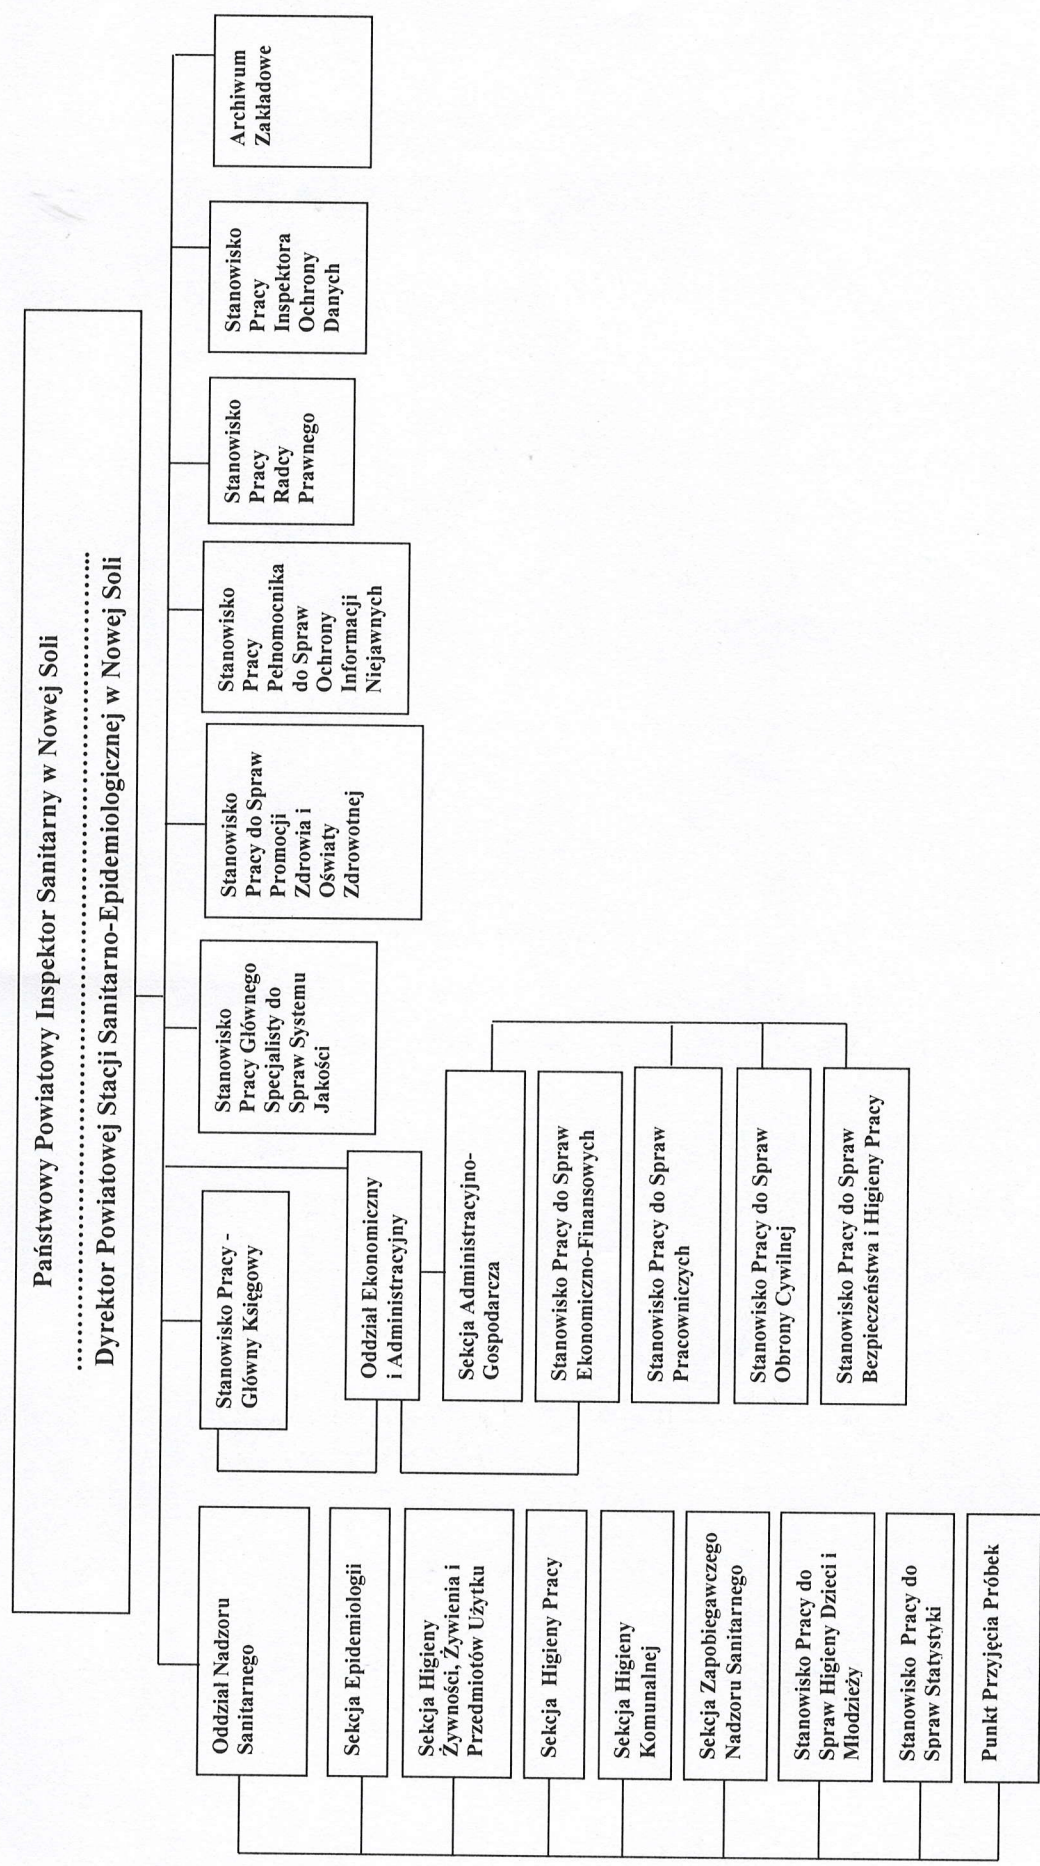 Państwowy Powiatowy Inspektor Sanitarny w Nowej Soli
................................................................................
Dyrektor Powiatowej Stacji Sanitarno-Epidemiologicznej w Nowej Soli
Oddział Nadzoru
Sanitarnego
Sekcja Epidemiologii
Sekcja Higieny
Żywności, Żywienia i
Przedmiotów Użytku
Sekcja Higieny Pracy
Sekcja Higieny
Komunalnej
Sekcja Zapobiegawczego
Nadzoru Sanitarnego
Stanowisko Pracy do
Spraw Higieny Dzieci i
Młodzieży
Stanowisko Pracy do
Spraw Statystyki
Punkt Przyjęcia Próbek
Stanowisko Pracy -
Główny Księgowy
Oddział Ekonomiczny
i Administracyjny
Sekcja Administracyjno-
Gospodarcza
Stanowisko Pracy do Spraw
Ekonomiczno-Finansowych
Stanowisko Pracy do Spraw
Pracowniczych
Stanowisko Pracy do Spraw
Obrony Cywilnej
Stanowisko Pracy do Spraw
Bezpieczeństwa i Higieny Pracy
Stanowisko
Pracy Głównego
Specjalisty do
Spraw Systemu
Jakości
Stanowisko
Pracy do Spraw
Promocji
Zdrowia i
Oświaty
Zdrowotnej
Stanowisko
Pracy
Pełnomocnika
do Spraw
Ochrony
Informacji
Niejawnych
Stanowisko
Pracy
Radcy
Prawnego
Stanowisko
Pracy
Inspektora
Ochrony
Danych
Archiwum
Zakładowe